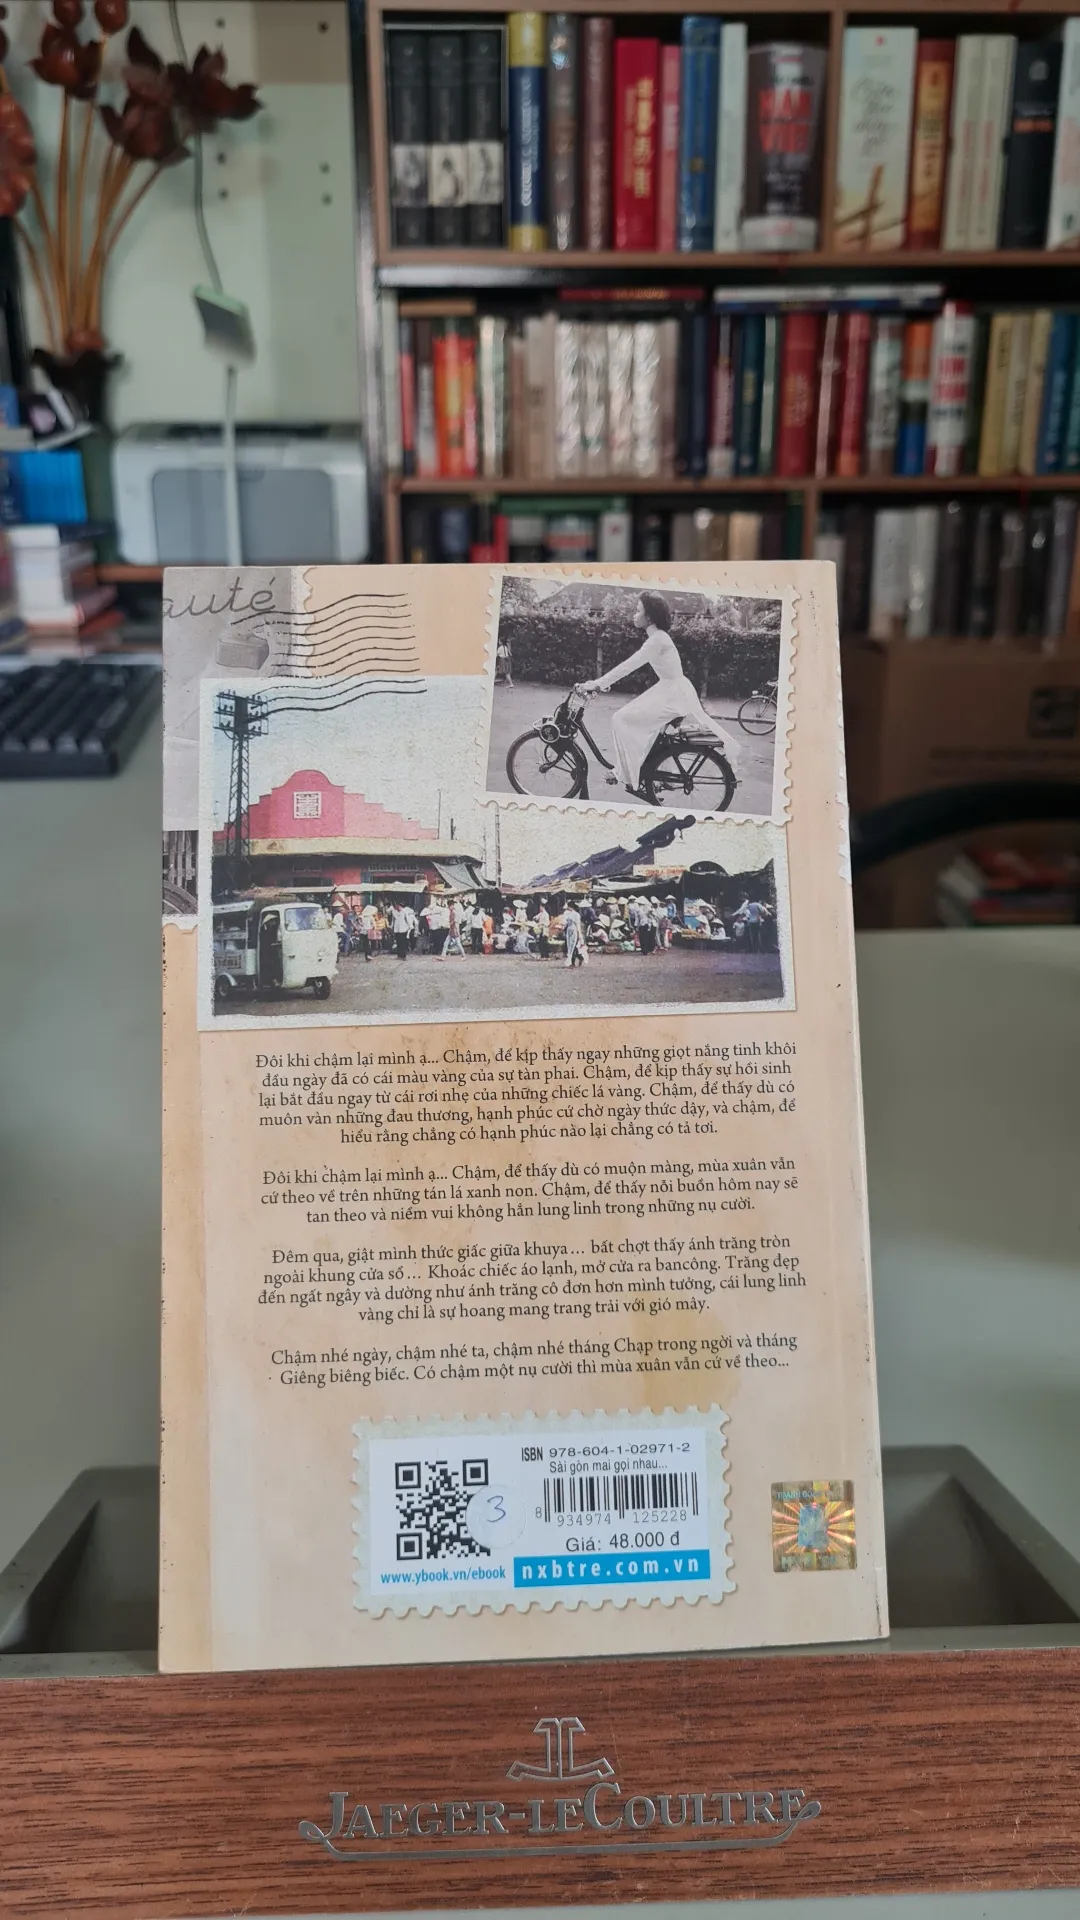 auté
Đôi khi chậm lại mình ạ... Chậm, để kịp thấy ngay những giọt nắng tinh khôi
đầu ngày đã có cái màu vàng của sự tàn phai. Chậm, để kịp thấy sự hồi sinh
lại bắt đầu ngay từ cái rơi nhẹ của những chiếc lá vàng. Chậm, để thấy dù có
muôn vàn những đau thương, hạnh phúc cứ chờ ngày thức dậy, và chậm, để
hiểu rằng chẳng có hạnh phúc nào lại chẳng có tả tơi.
Đôi khi chậm lại mình ạ... Chậm, để thấy dù có muộn màng, mùa xuân vẫn
cứ theo về trên những tán lá xanh non. Chậm, để thấy nỗi buồn hôm nay sẽ
tan theo và niềm vui không hẳn lung linh trong những nụ cười.
Đêm qua, giật mình thức giấc giữa khuya... bất chợt thấy ánh trăng tròn
ngoài khung cửa sổ... Khoác chiếc áo lạnh, mở cửa ra bancông. Trăng đẹp
đến ngất ngây và dường như ánh trăng cô đơn hơn mình tưởng, cái lung linh
vàng chỉ là sự hoang mang trang trải với gió mây.
Chậm nhé ngày, chậm nhé ta, chậm nhé tháng Chạp trong ngời và tháng
Giêng biêng biếc. Có chậm một nụ cười thì mùa xuân vẫn cứ về theo...
ISBN 978-604-1-02971-2
Sài gòn mai gọi nhau...
3
8 934974 125228
Giá: 48.000 đ
www.ybook.vn/ebook
nxbtre.com.vn
JAEGER-LECOULTRE